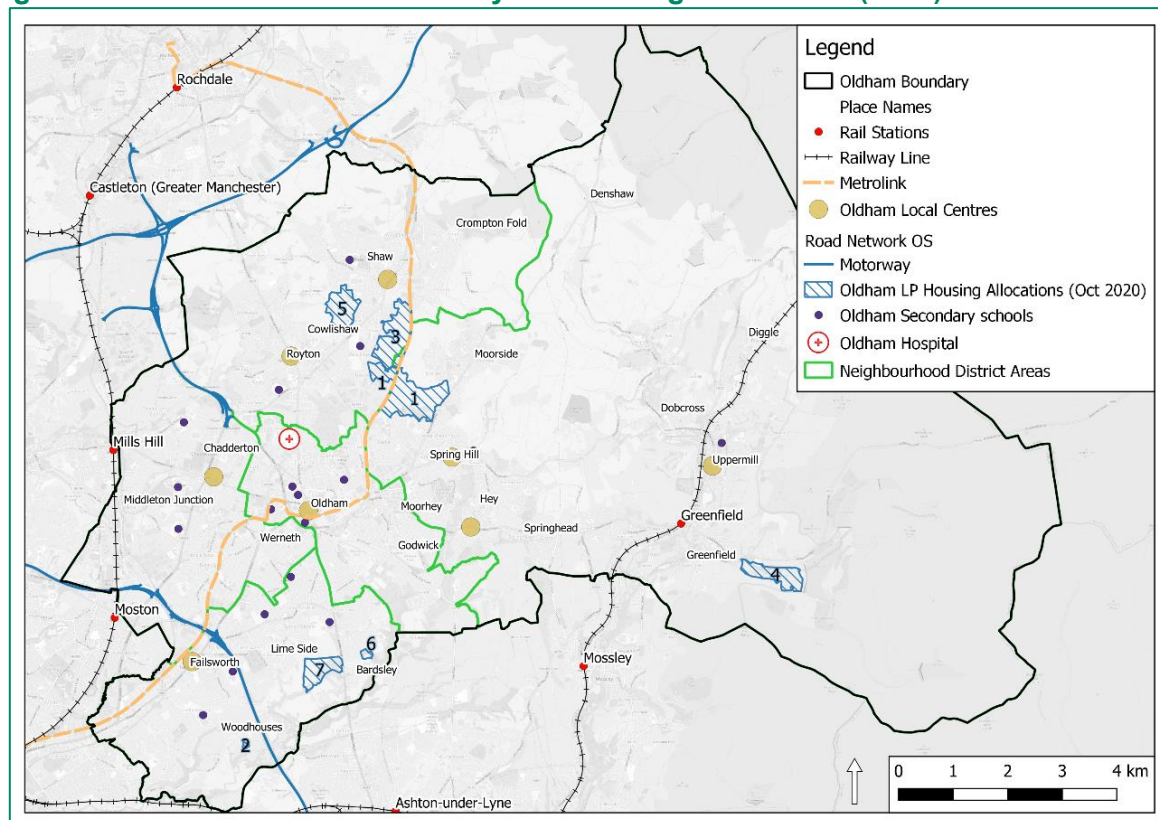 Rochdale
Castleton (Greater Manchester)
Denshaw
Crompton Fold
Shaw
5
Cowlishaw
3
Royton
Moorside
1
1
Diggle
Dobcross
Mills Hill
Chadderton
Spring Hill
Uppermill
Middleton Junction
Oldham
Moorhey
Hey
Springhead
Greenfield
Werneth
Godwick
Greenfield
4
Moston
Lime Side
6
Failsworth
7
Bardsley
Mossley
Woodhouses
2
Ashton-under-Lyne
Legend
Oldham Boundary
Place Names
Rail Stations
Railway Line
Metrolink
Oldham Local Centres
Road Network OS
Motorway
Oldham LP Housing Allocations (Oct 2020)
Oldham Secondary schools
Oldham Hospital
Neighbourhood District Areas
0 1 2 3 4 km